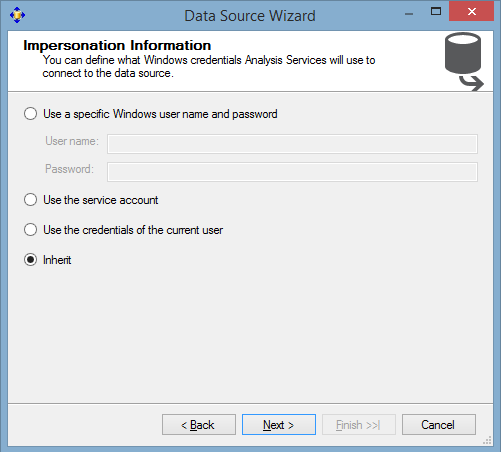 Data Source Wizard
Impersonation Information
You can define what Windows credentials Analysis Services will use to
connect to the data source.
Use a specific Windows user name and password
User name:
Password:
Use the service account
Use the credentials of the current user
Inherit
< Back
Next >
Finish >>|
Cancel